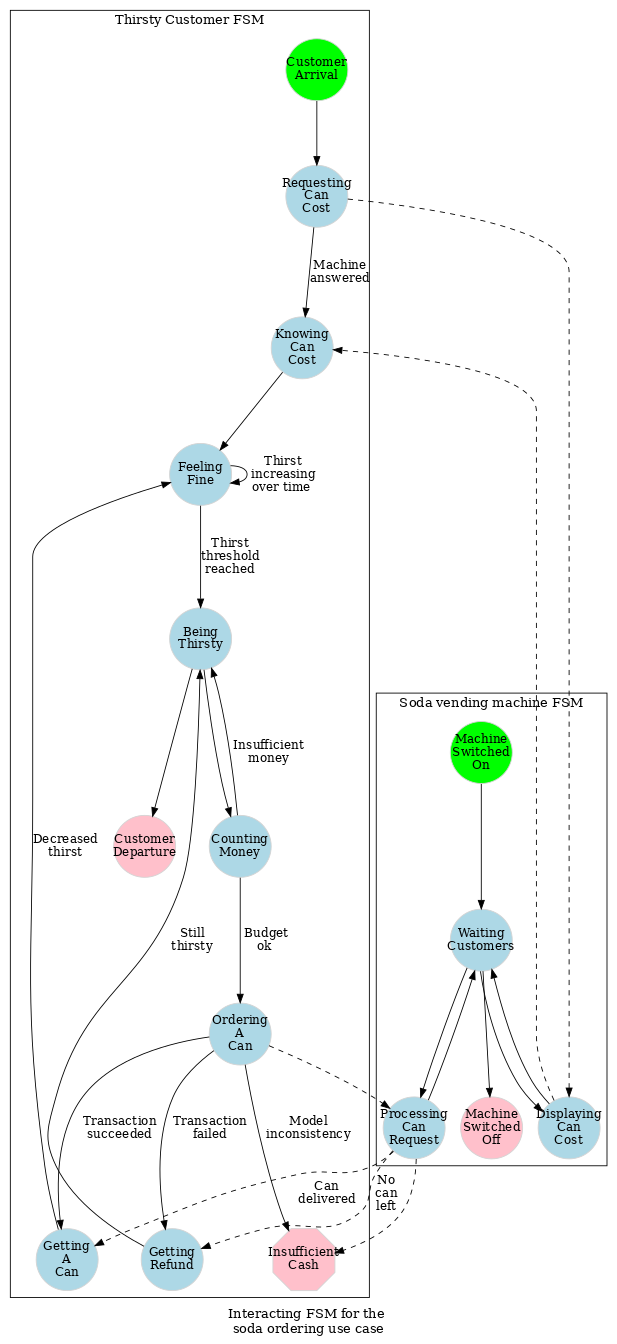 Thirsty Customer FSM
Customer
Arrival
Requesting
Can
Cost
Machine
answered
Knowing
Can
Cost
Feeling
Fine
Thirst
increasing
over time
Thirst
threshold
reached
Being
Thirsty
Insufficient
money
Customer
Departure
Counting
Money
Decreased
thirst
Still
thirsty
Budget
ok
Ordering
A
Can
Transaction
succeeded
Transaction
failed
Model
inconsistency
Getting
A
Can
Getting
Refund
Insufficient
Cash
Soda vending machine FSM
Machine
Switched
On
Waiting
Customers
Processing
Can
Request
Machine
Switched
Off
Displaying
Can
Cost
Can
delivered
No
can
left
Interacting FSM for the
soda ordering use case